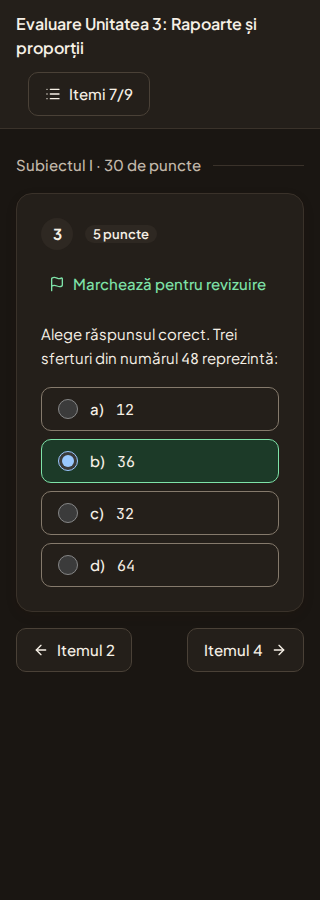 Evaluare Unitatea 3: Rapoarte și
proporții
Itemi 7/9
Subiectul I · 30 de puncte
3 5 puncte
Marchează pentru revizuire
Alege răspunsul corect. Trei
sferturi din numărul 48 reprezintă:
a) 12
b) 36
c) 32
d) 64
Itemul 2 Itemul 4